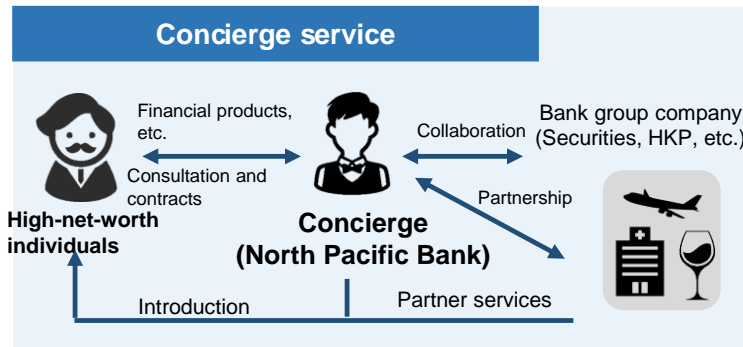 Concierge service
Financial products,
etc.
Consultation and
contracts
High-net-worth
individuals
Concierge
(North Pacific Bank)
Collaboration
Bank group company
(Securities, HKP, etc.)
Partnership
Introduction
Partner services